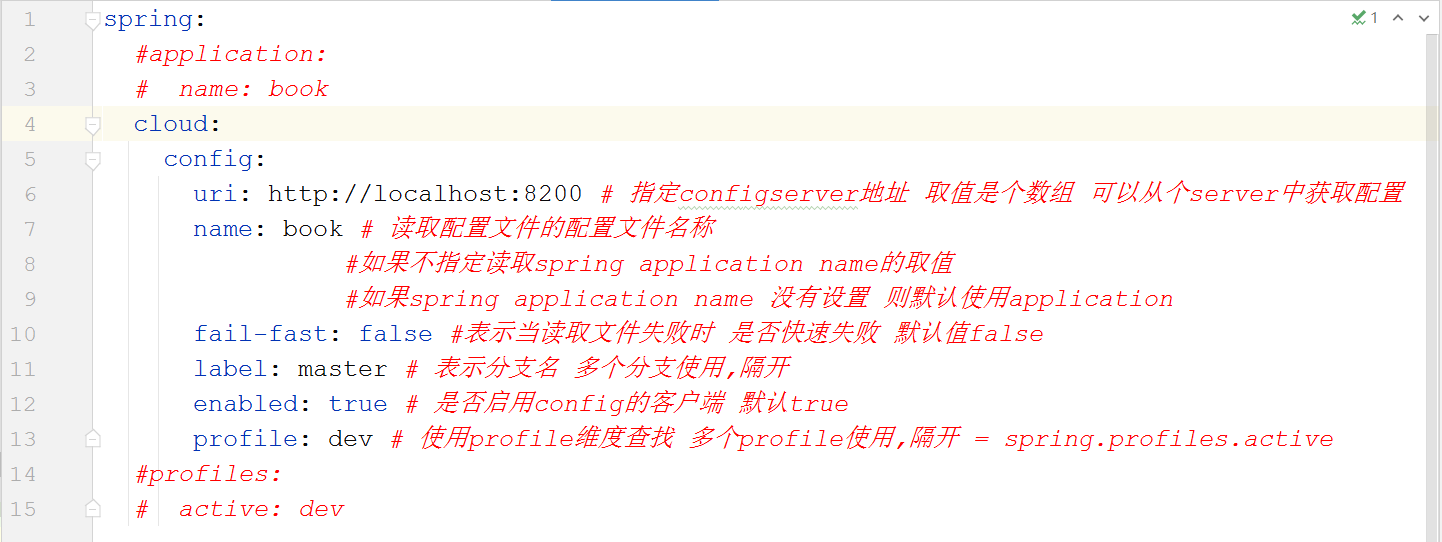 1 spring:
2 #application:
3 #  name: book
4 cloud:
5 config:
6 uri: http://localhost:8200 # 指定configserver地址 取值是个数组 可以从个server中获取配置
7 name: book # 读取配置文件的配置文件名称
8 #如果不指定读取spring application name的取值
9 #如果spring application name 没有设置 则默认使用application
10 fail-fast: false #表示当读取文件失败时 是否快速失败 默认值false
11 label: master # 表示分支名 多个分支使用,隔开
12 enabled: true # 是否启用config的客户端 默认true
13 profile: dev # 使用profile维度查找 多个profile使用,隔开 = spring.profiles.active
14 #profiles:
15 #  active: dev
1